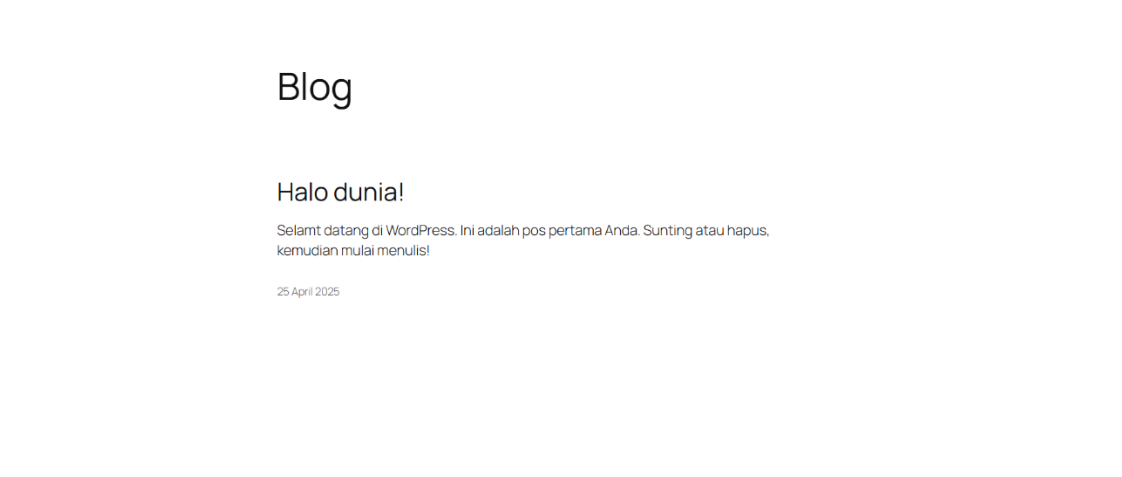 Blog
Halo dunia!
Selamt datang di WordPress. Ini adalah pos pertama Anda. Sunting atau hapus,
kemudian mulai menulis!
25 April 2025